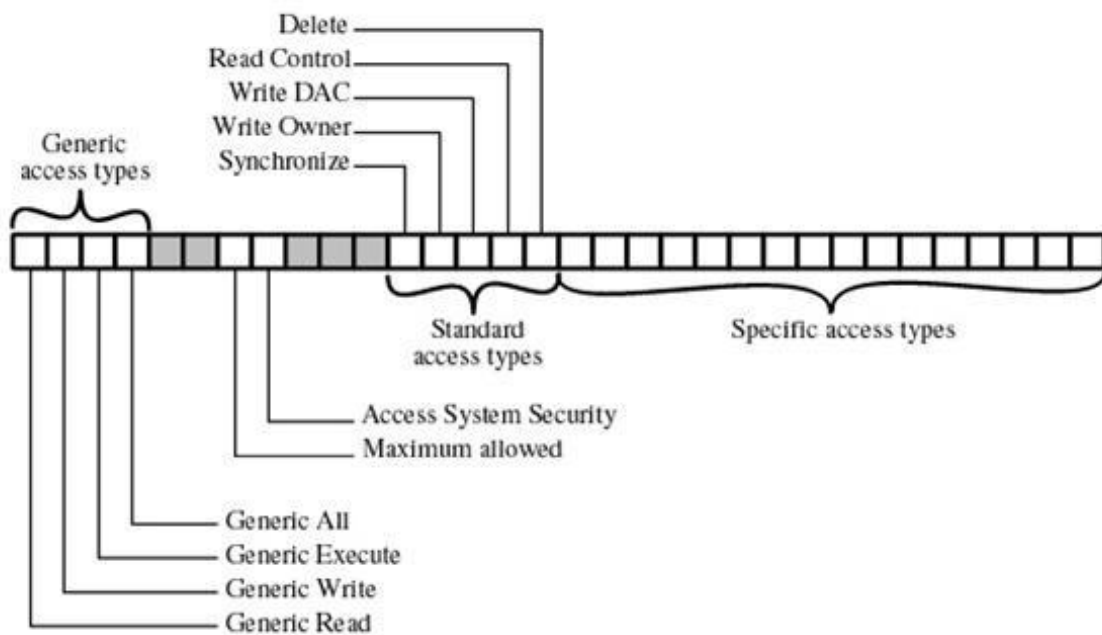 Delete
Read Control
Write DAC
Write Owner
Synchronize
Generic
access types
Standard
access types
Specific access types
Access System Security
Maximum allowed
Generic All
Generic Execute
Generic Write
Generic Read